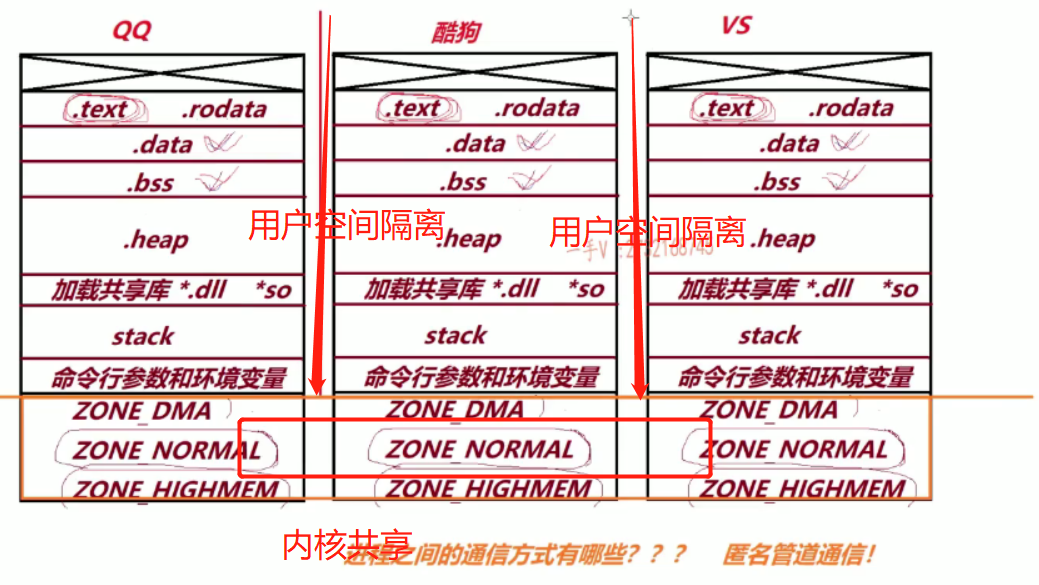 QQ 酷狗 VS
.text .rodata .text .rodata .text .rodata
.data .data .data
.bss .bss .bss
用户空间隔离 用户空间隔离
.heap .heap .heap
加载共享库 *.dll *so 加载共享库 *.dll *so 加载共享库 *.dll *so
stack stack stack
命令行参数和环境变量 命令行参数和环境变量 命令行参数和环境变量
ZONE_DMA ZONE_DMA ZONE_DMA
ZONE_NORMAL ZONE_NORMAL ZONE_NORMAL
ZONE_HIGHMEM ZONE_HIGHMEM ZONE_HIGHMEM
内核共享
进程之间的通信方式有哪些? ? ? 匿名管道通信!